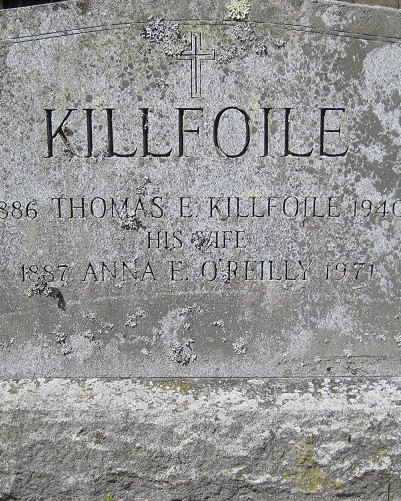 KILLFOILE
886 THOMAS E. KILLFOILE 1940
HIS WIFE
1887 ANNA E. O'REILLY 1971